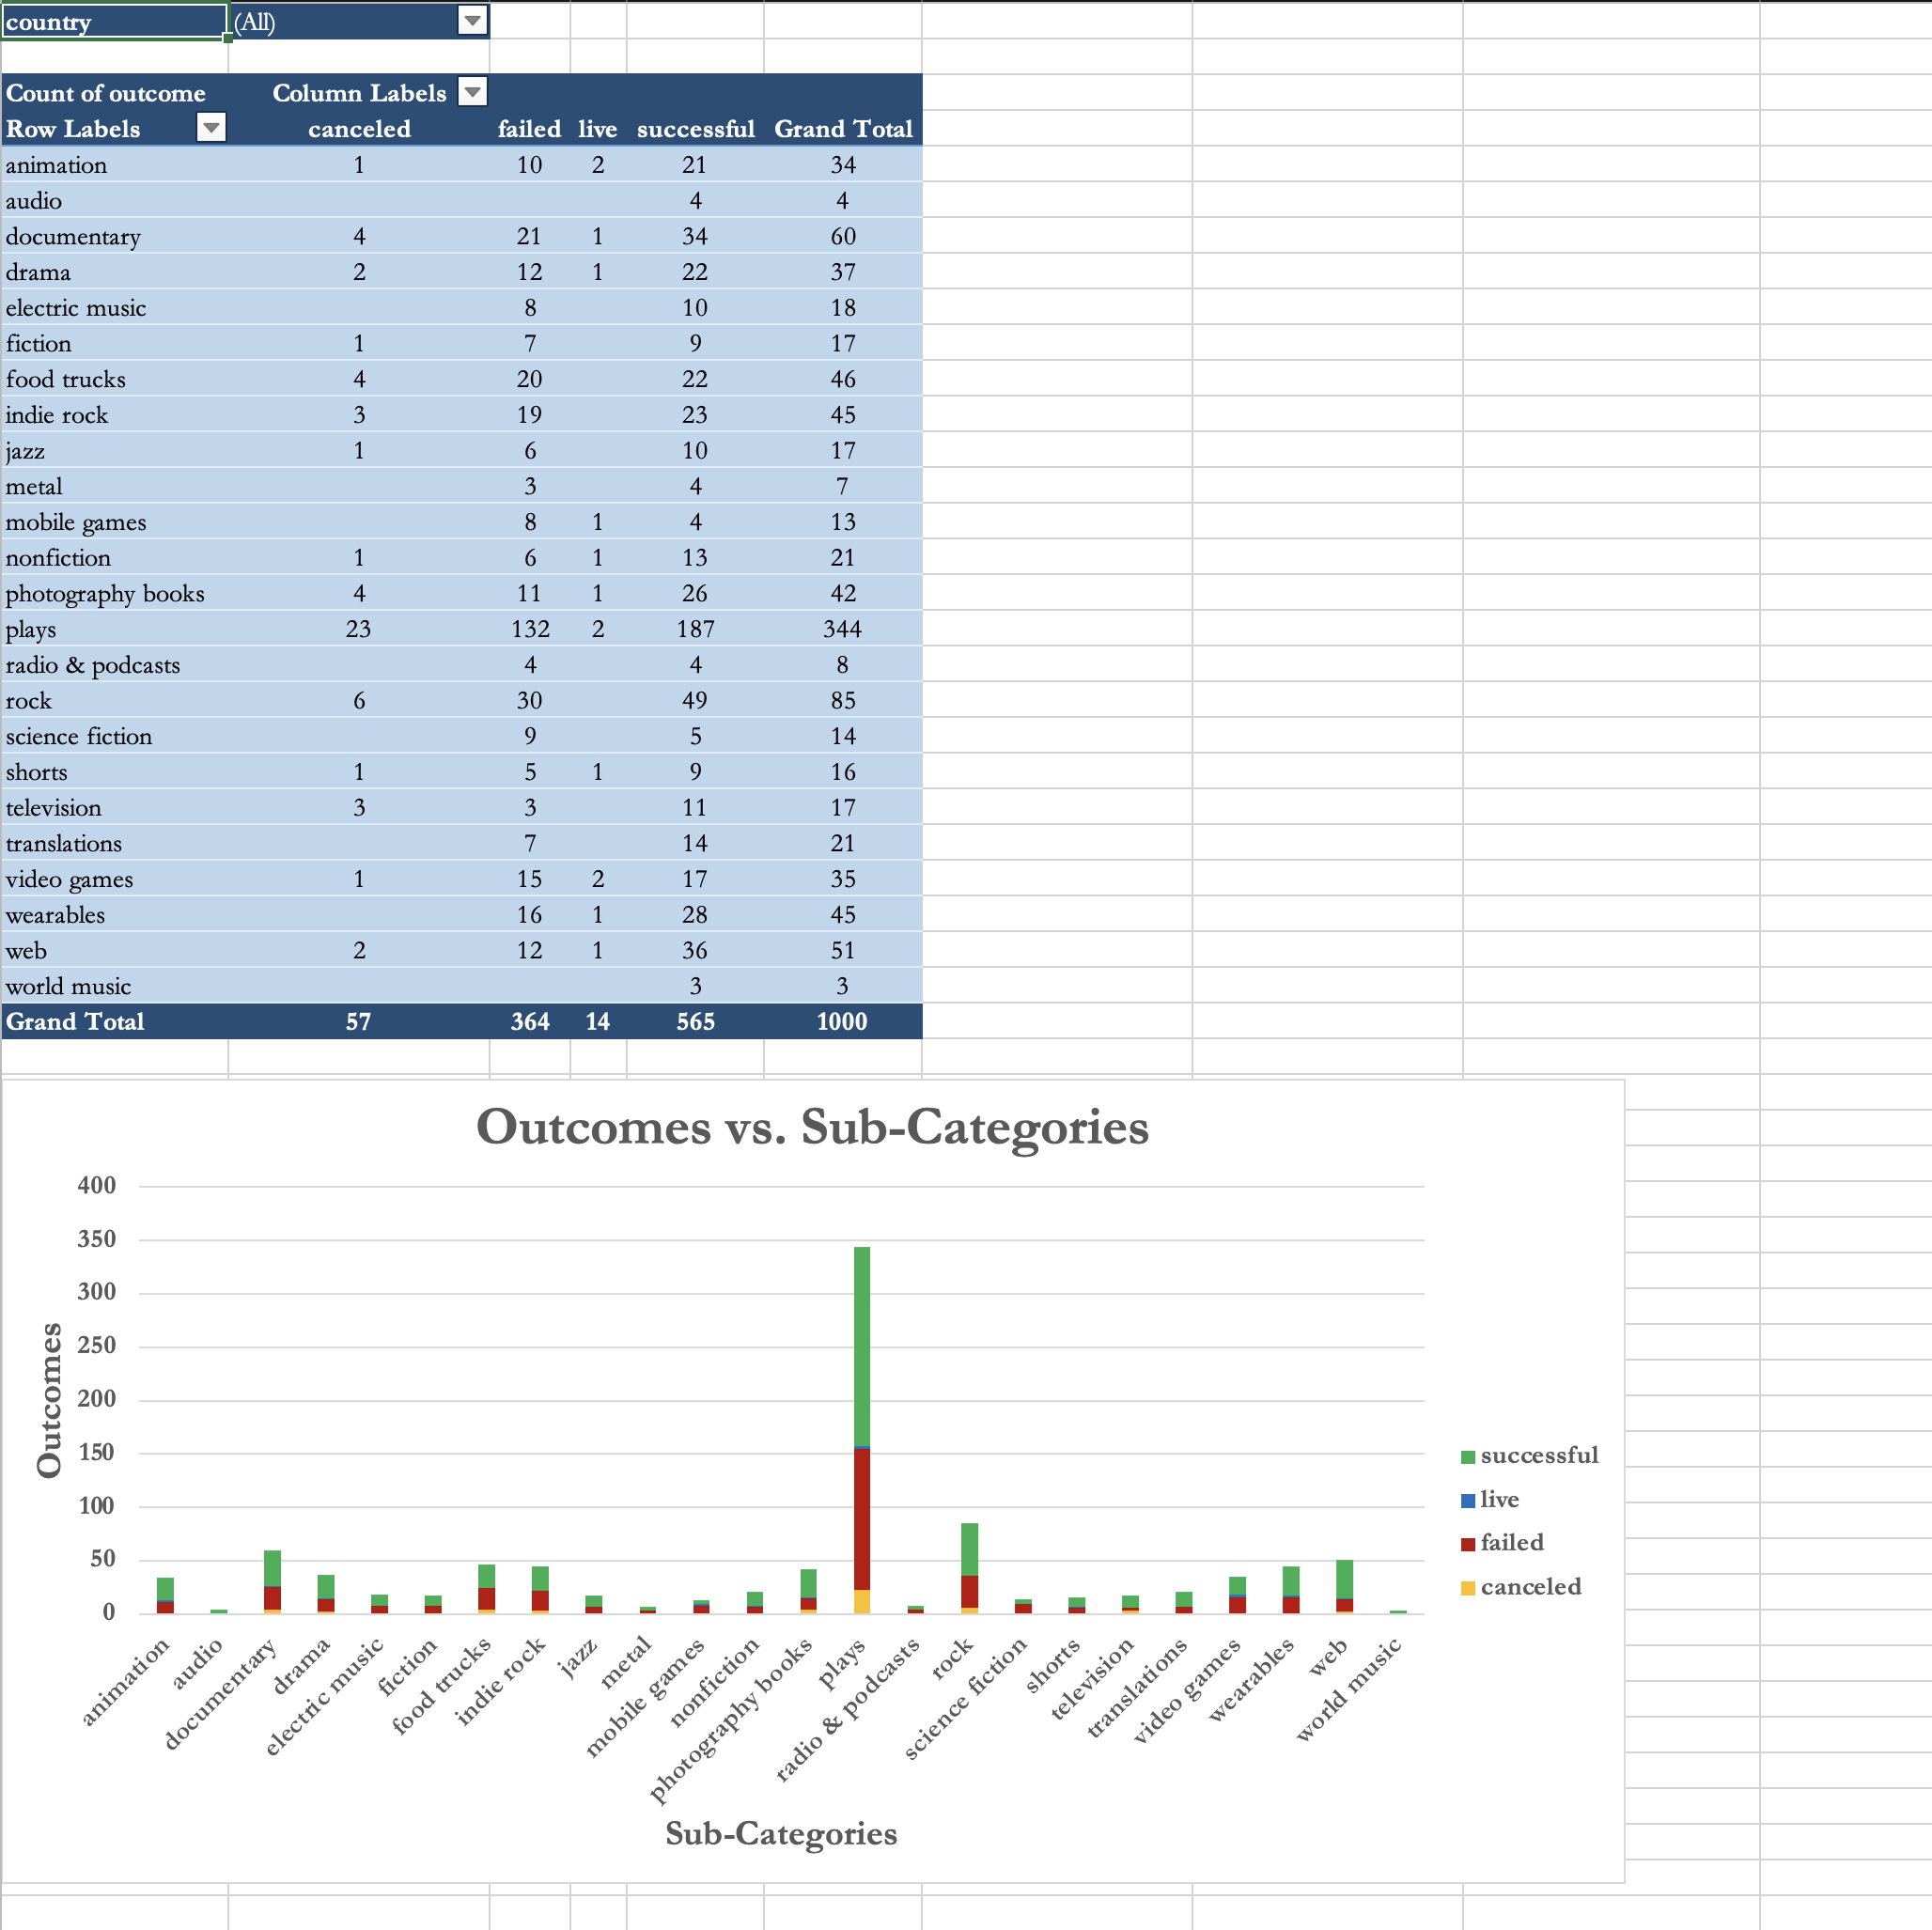 country (All)
Count of outcome Column Labels
Row Labels canceled failed live successful Grand Total
animation 1 10 2 21 34
audio 4 4
documentary 4 21 1 34 60
drama 2 12 1 22 37
electric music 8 10 18
fiction 1 7 9 17
food trucks 4 20 22 46
indie rock 3 19 23 45
jazz 1 6 10 17
metal 3 4 7
mobile games 8 1 4 13
nonfiction 1 6 1 13 21
photography books 4 11 1 26 42
plays 23 132 2 187 344
radio & podcasts 4 4 8
rock 6 30 49 85
science fiction 9 5 14
shorts 1 5 1 9 16
television 3 3 11 17
translations 7 14 21
video games 1 15 2 17 35
wearables 16 1 28 45
web 2 12 1 36 51
world music 3 3
Grand Total 57 364 14 565 1000
Outcomes vs. Sub-Categories
400
350
300
250
200
150
100
50
0
Outcomes
successful
live
failed
canceled
animation
audio
documentary
drama
electric music
fiction
food trucks
indie rock
jazz
metal
mobile games
nonfiction
photography books
plays
radio & podcasts
rock
science fiction
shorts
television
translations
video games
wearables
web
world music
Sub-Categories